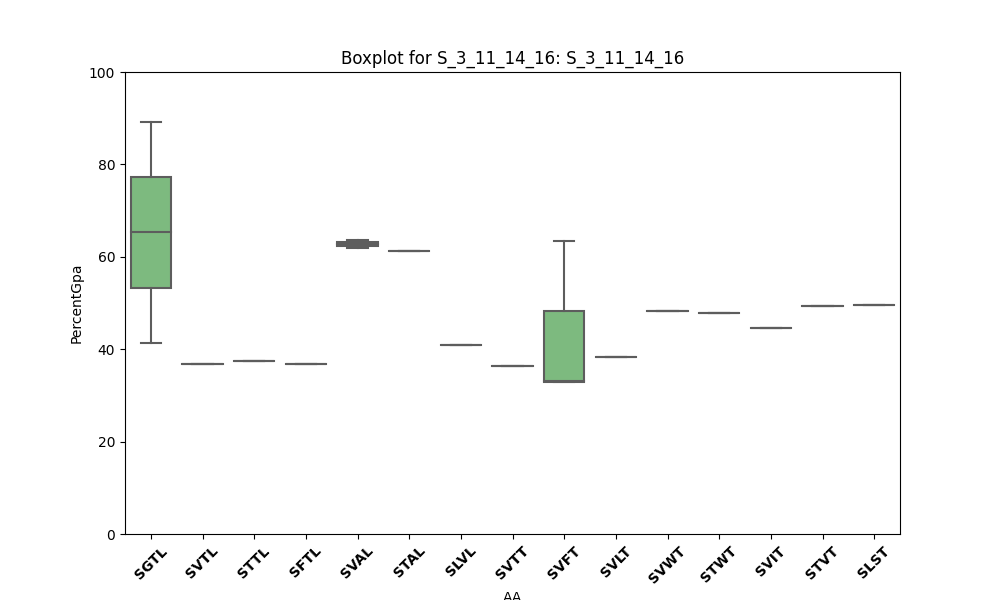 Boxplot for S_3_11_14_16: S_3_11_14_16
100
80
60
40
20
0
PercentGpa
SGTL
SVTL
STTL
SFTL
SVAL
STAL
SLVL
SVTT
SVFT
SVLT
SVWT
STWT
SVIT
STVT
SLST
AA